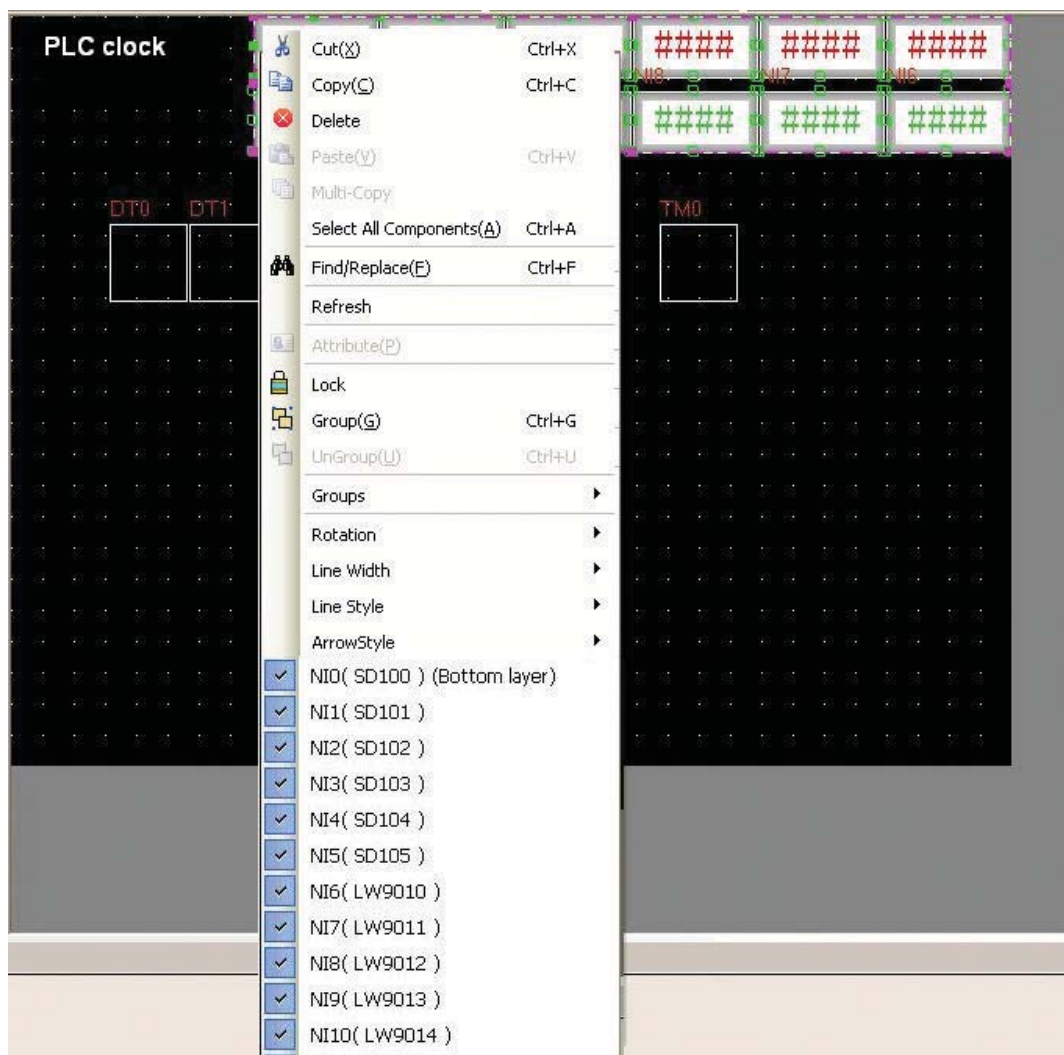 PLC clock
#### #### ####
NI8 NI7 NI6
#### #### ####
DT0 DT1 TM0
Cut(X) Ctrl+X
Copy(C) Ctrl+C
Delete
Paste(V) Ctrl+V
Multi-Copy
Select All Components(A) Ctrl+A
Find/Replace(F) Ctrl+F
Refresh
Attribute(P)
Lock
Group(G) Ctrl+G
UnGroup(U) Ctrl+U
Groups
Rotation
Line Width
Line Style
ArrowStyle
NI0( SD100 ) (Bottom layer)
NI1( SD101 )
NI2( SD102 )
NI3( SD103 )
NI4( SD104 )
NI5( SD105 )
NI6( LW9010 )
NI7( LW9011 )
NI8( LW9012 )
NI9( LW9013 )
NI10( LW9014 )